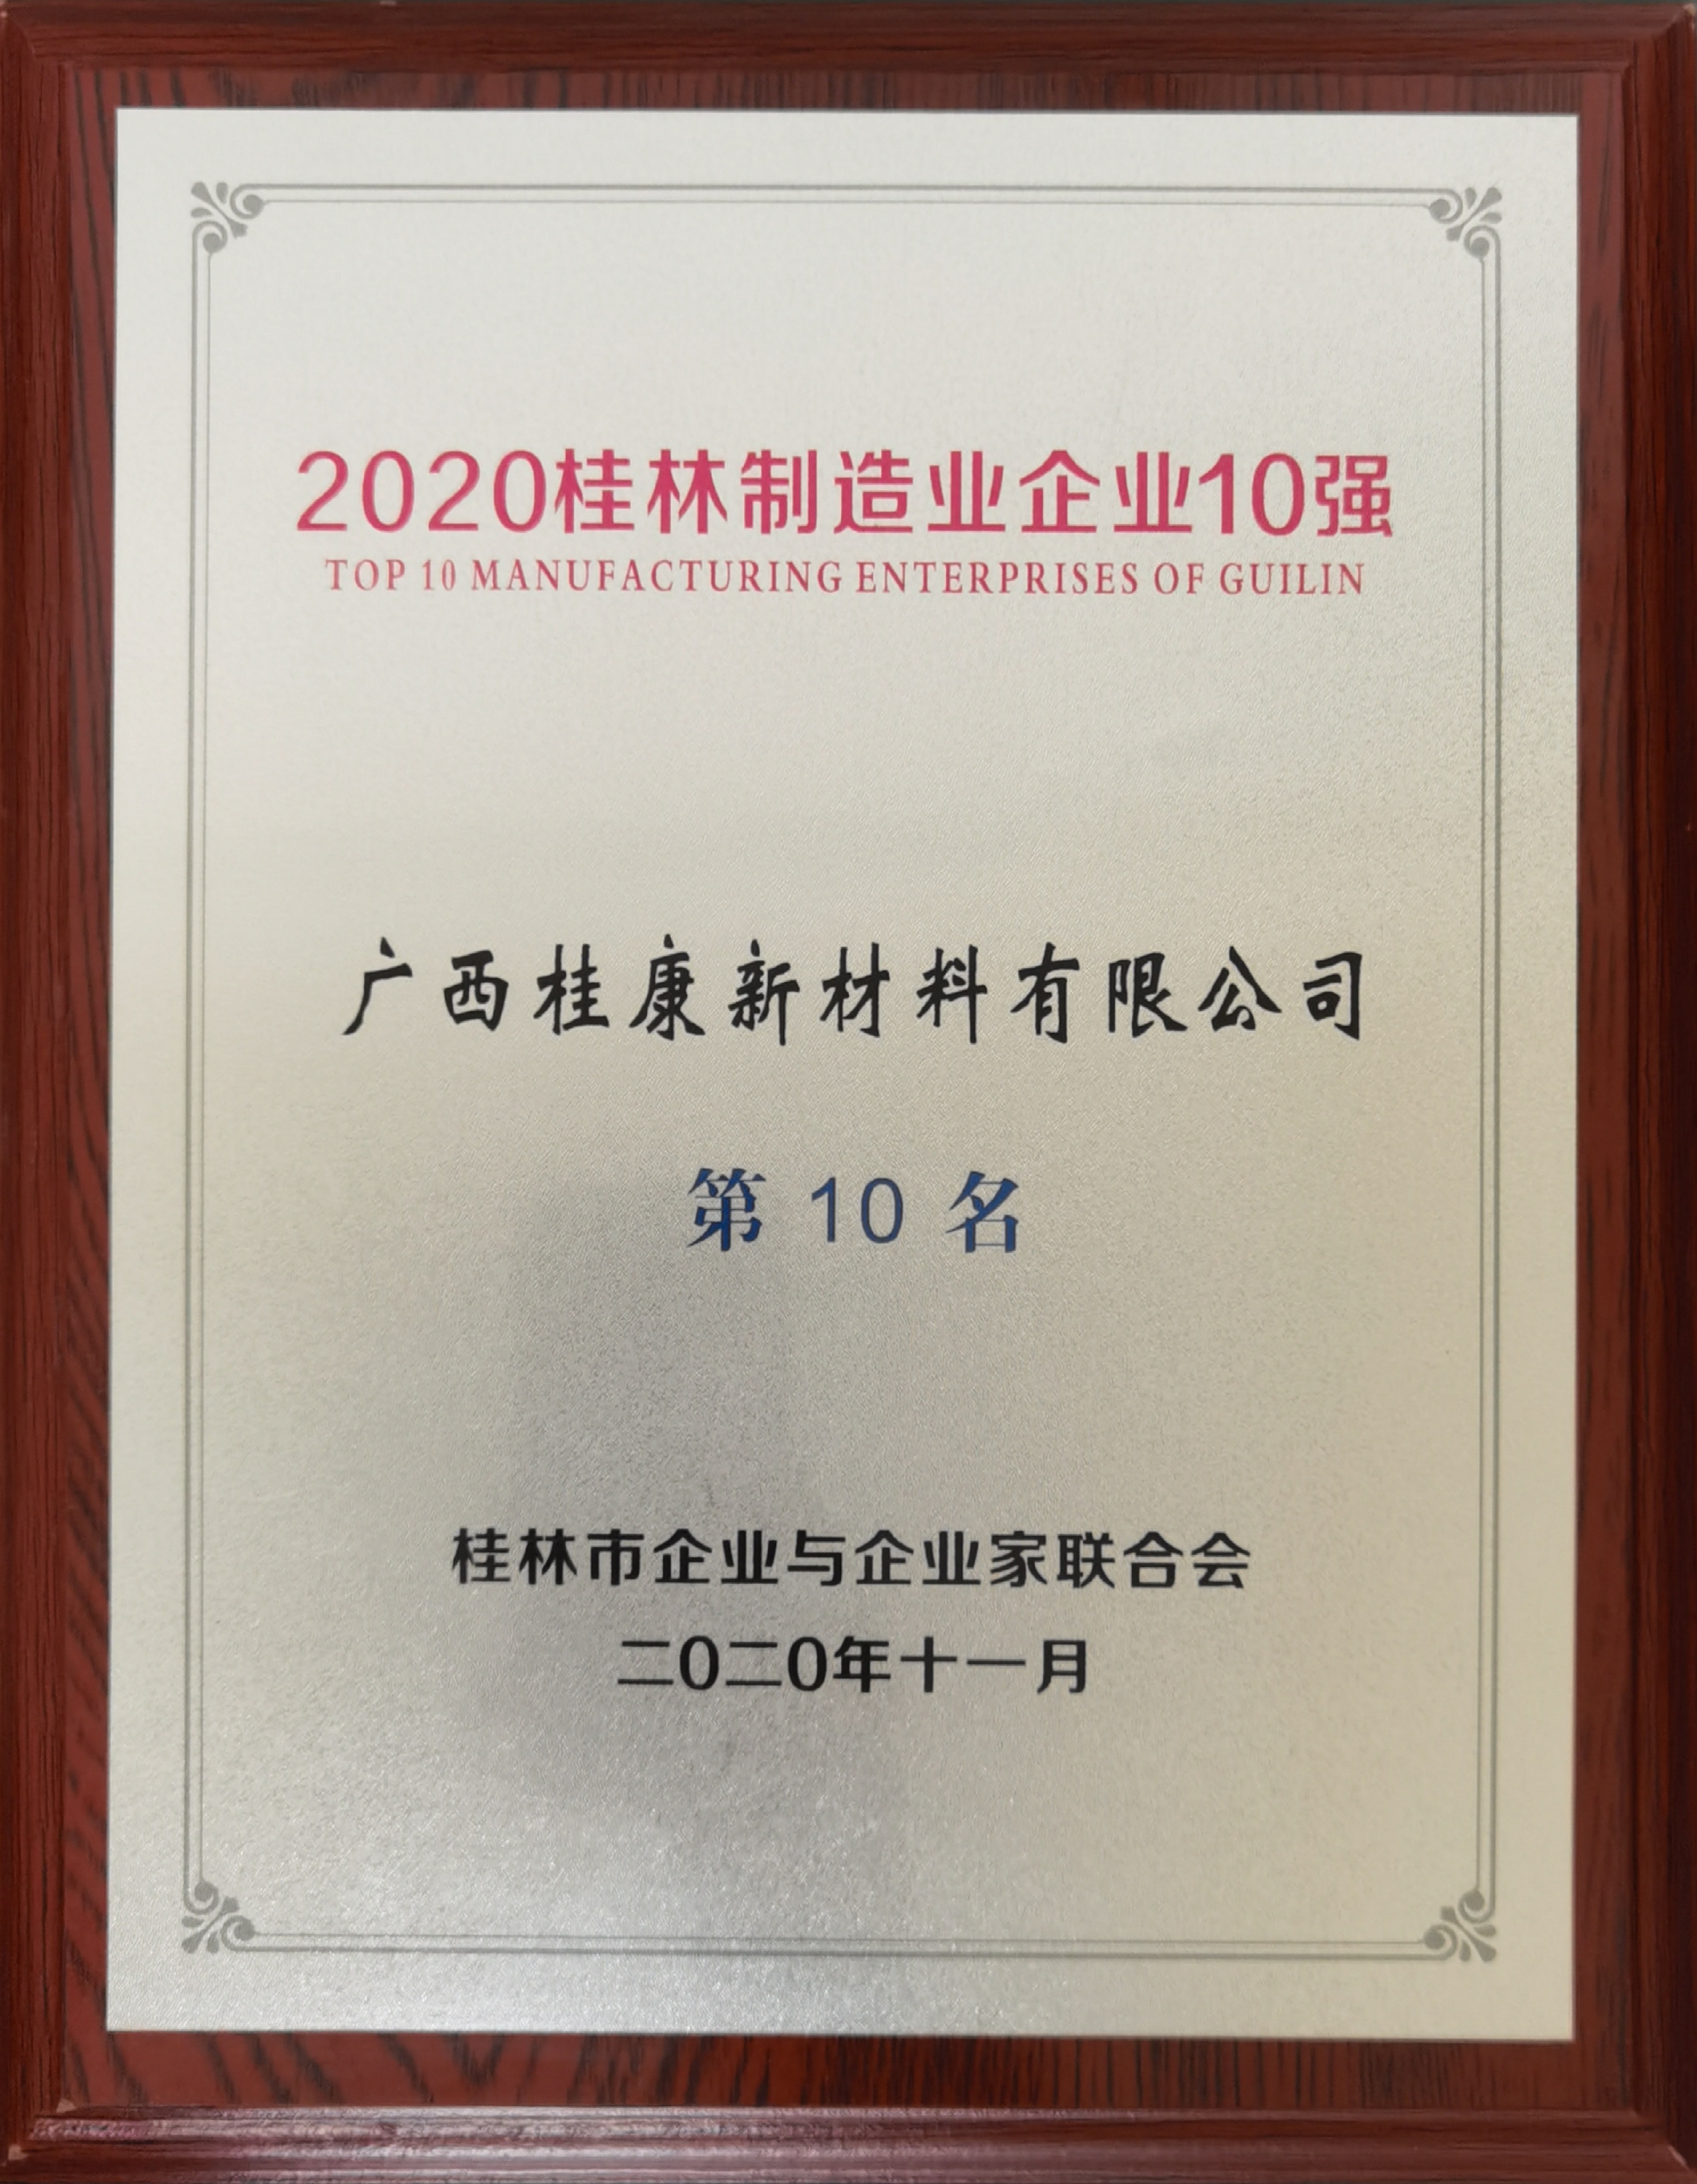 2020桂林制造业企业10强
TOP 10 MANUFACTURING ENTERPRISES OF GUILIN
广西桂康新材料有限公司
第 10 名
桂林市企业与企业家联合会
二0二0年十一月